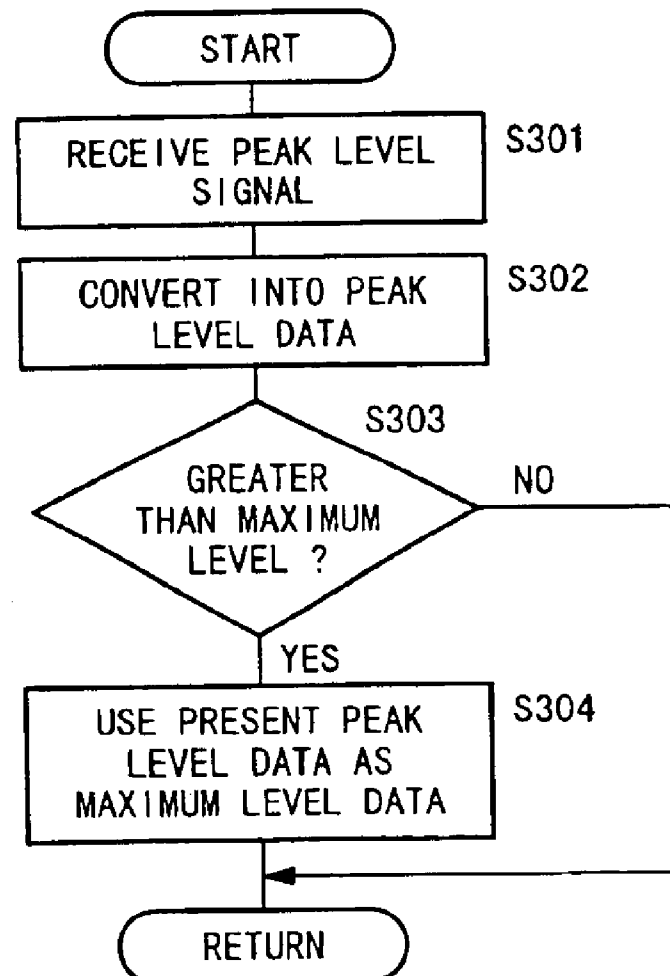 START
RECEIVE PEAK LEVEL
SIGNAL
S301
CONVERT INTO PEAK
LEVEL DATA
S302
S303
GREATER
THAN MAXIMUM
LEVEL ?
NO
YES
USE PRESENT PEAK
LEVEL DATA AS
MAXIMUM LEVEL DATA
S304
RETURN